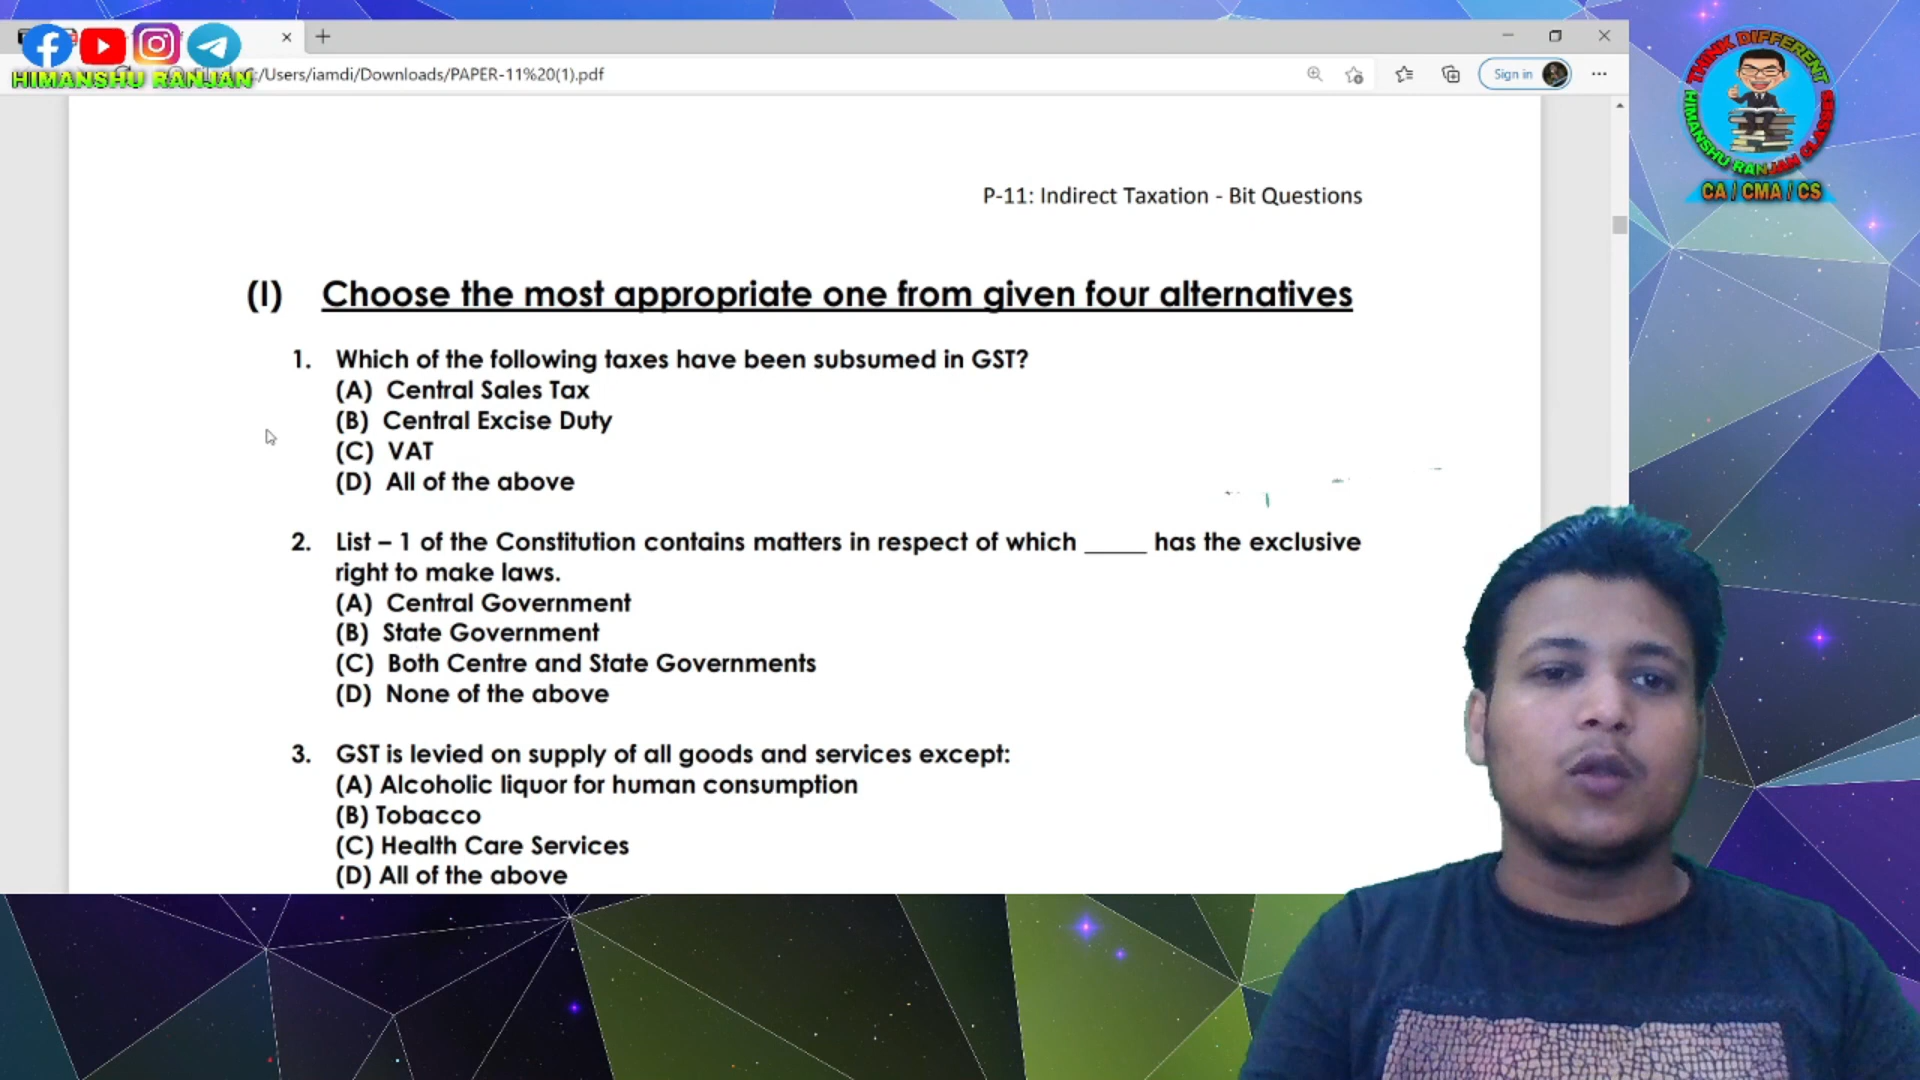 HIMANSHU RANJAN
C:/Users/iamdi/Downloads/PAPER-11%20(1).pdf
Sign in
THINK DIFFERENT
HIMANSHU RANJAN CLASSES
CA / CMA / CS
P-11: Indirect Taxation - Bit Questions
(I) Choose the most appropriate one from given four alternatives
1. Which of the following taxes have been subsumed in GST?
(A) Central Sales Tax
(B) Central Excise Duty
(C) VAT
(D) All of the above
2. List – 1 of the Constitution contains matters in respect of which _____ has the exclusive
right to make laws.
(A) Central Government
(B) State Government
(C) Both Centre and State Governments
(D) None of the above
3. GST is levied on supply of all goods and services except:
(A) Alcoholic liquor for human consumption
(B) Tobacco
(C) Health Care Services
(D) All of the above